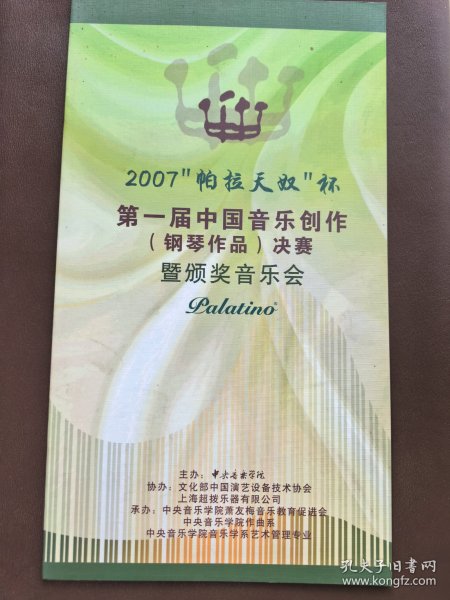 2007"帕拉天奴"杯
第一届中国音乐创作
（钢琴作品）决赛
暨颁奖音乐会
Palatino®
主办：中央音乐学院
协办：文化部中国演艺设备技术协会
上海超拨乐器有限公司
承办：中央音乐学院萧友梅音乐教育促进会
中央音乐学院作曲系
中央音乐学院音乐学系艺术管理专业
孔夫子旧书网
www.kongfz.com